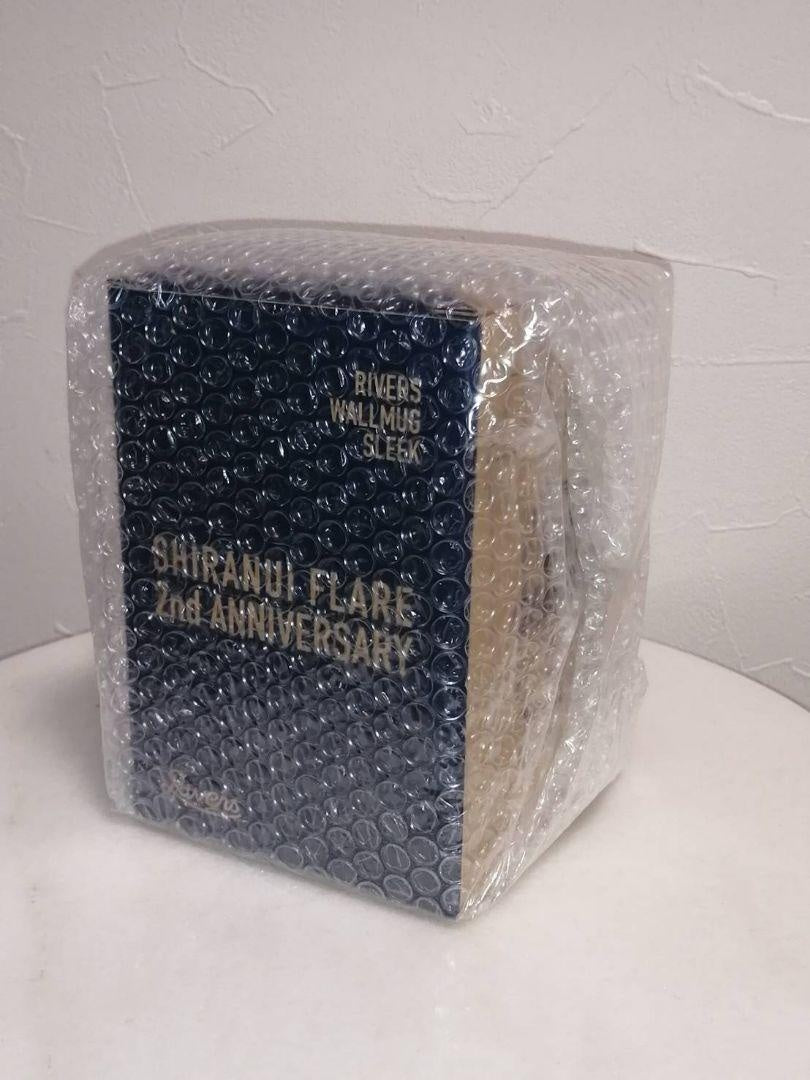 RIVERS
WALLMUG
SLEEK
SHIRANUI FLARE
2nd ANNIVERSARY
Rivers